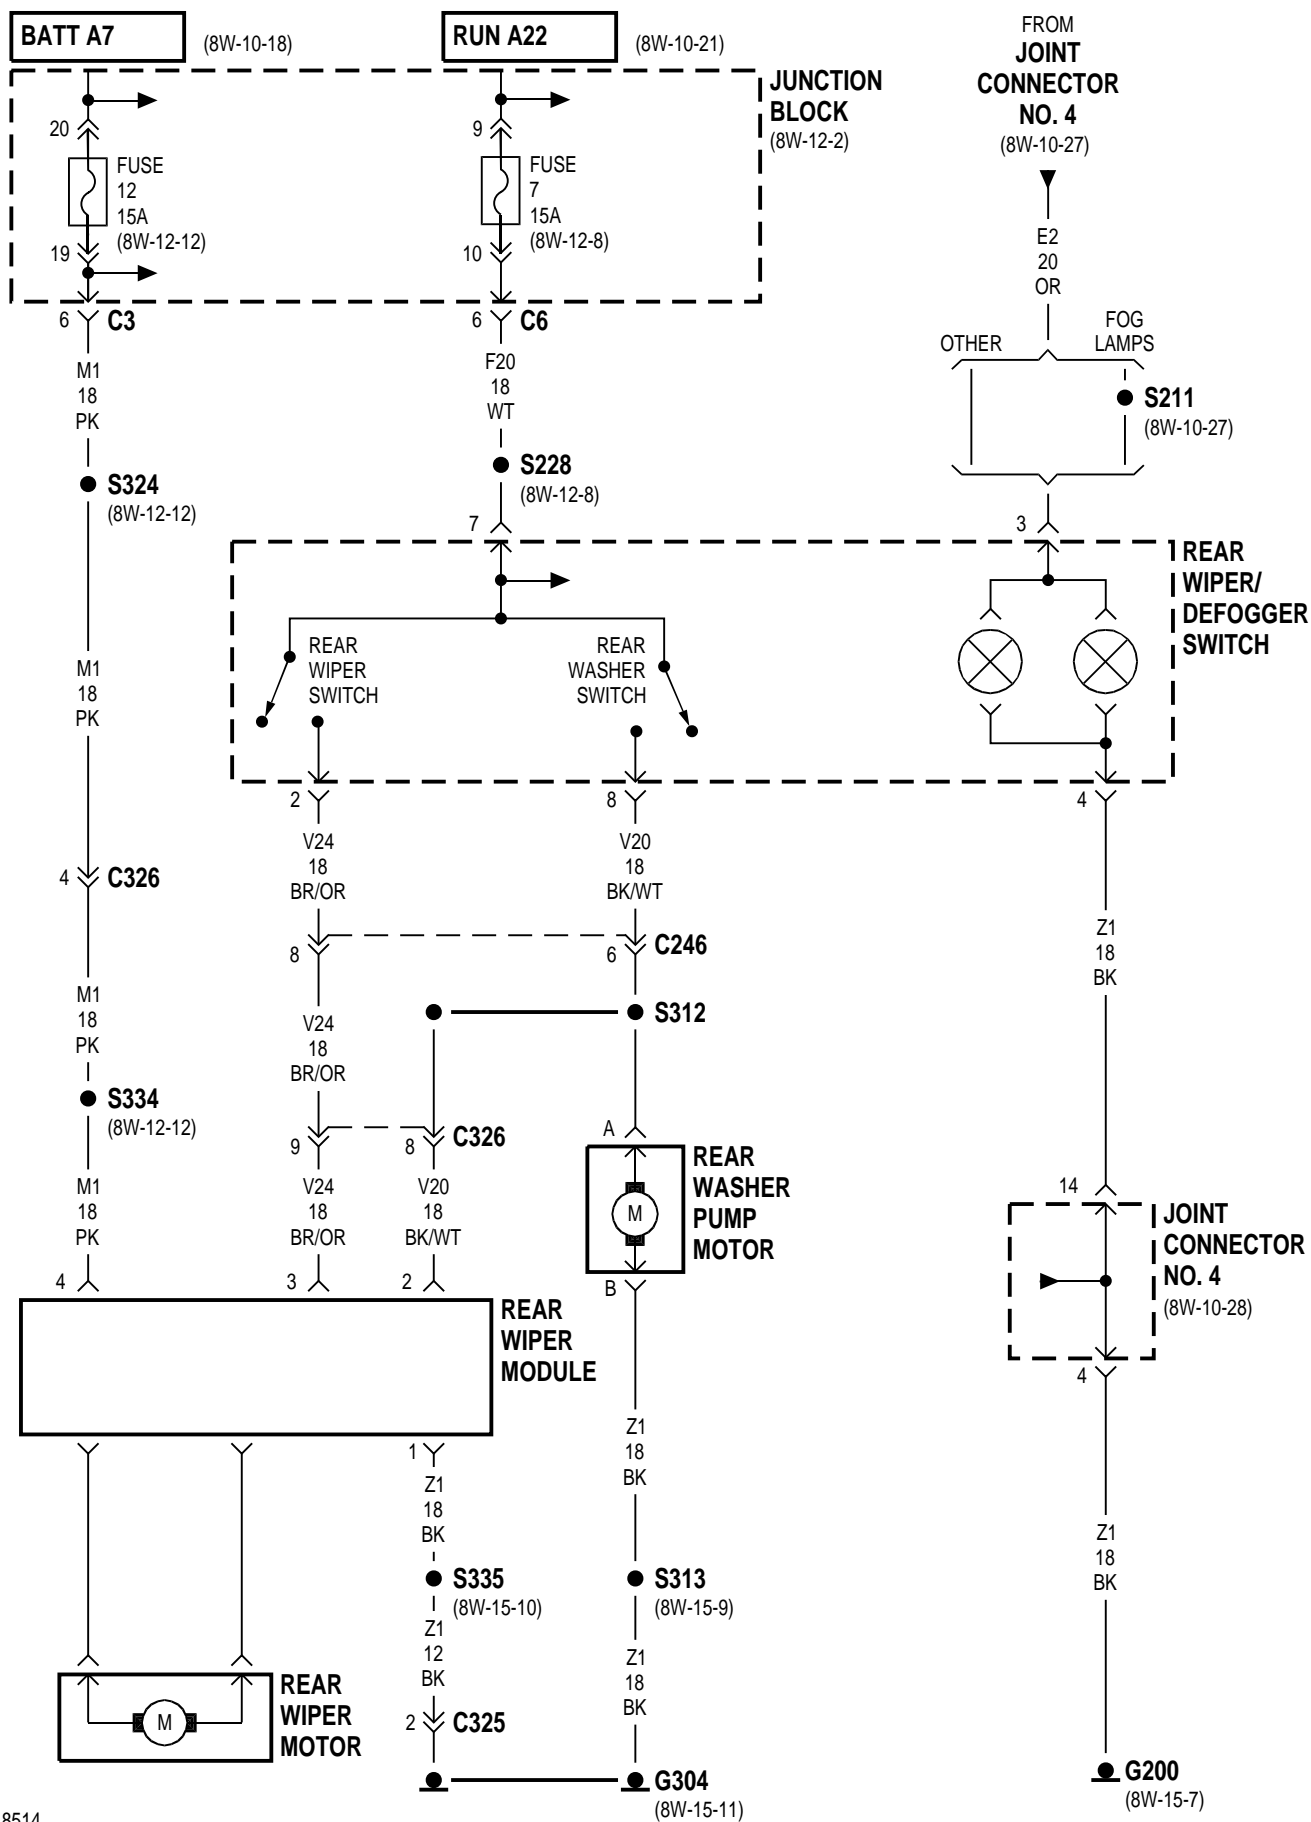 BATT A7
(8W-10-18)
RUN A22
(8W-10-21)
FROM
JOINT
CONNECTOR
NO. 4
(8W-10-27)
JUNCTION
BLOCK
(8W-12-2)
20
FUSE
12
15A
(8W-12-12)
19
9
FUSE
7
15A
(8W-12-8)
10
E2
20
OR
6
C3
6
C6
OTHER
FOG
LAMPS
M1
18
PK
F20
18
WT
S211
(8W-10-27)
S324
(8W-12-12)
S228
(8W-12-8)
7
3
REAR
WIPER/
DEFOGGER
SWITCH
REAR
WIPER
SWITCH
REAR
WASHER
SWITCH
M1
18
PK
2
8
4
V24
18
BR/OR
V20
18
BK/WT
4
C326
8
6
C246
Z1
18
BK
M1
18
PK
V24
18
BR/OR
S312
S334
(8W-12-12)
9
8
C326
A
REAR
WASHER
PUMP
MOTOR
M
B
M1
18
PK
V24
18
BR/OR
V20
18
BK/WT
14
JOINT
CONNECTOR
NO. 4
(8W-10-28)
4
4
3
2
REAR
WIPER
MODULE
1
Z1
18
BK
Z1
18
BK
Z1
18
BK
S335
(8W-15-10)
S313
(8W-15-9)
Z1
12
BK
Z1
18
BK
REAR
WIPER
MOTOR
M
2
C325
G304
(8W-15-11)
G200
(8W-15-7)